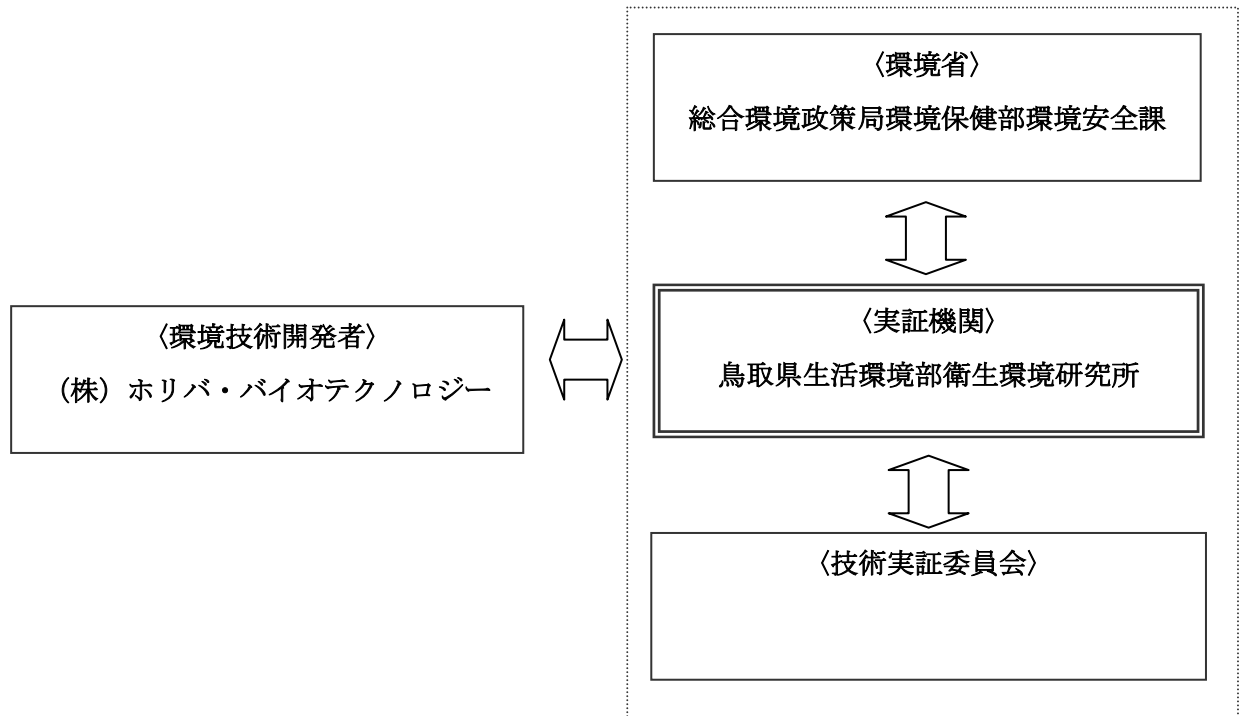 〈環境省〉
総合環境政策局環境保健部環境安全課
〈環境技術開発者〉
（株）ホリバ・バイオテクノロジー
〈実証機関〉
鳥取県生活環境部衛生環境研究所
〈技術実証委員会〉